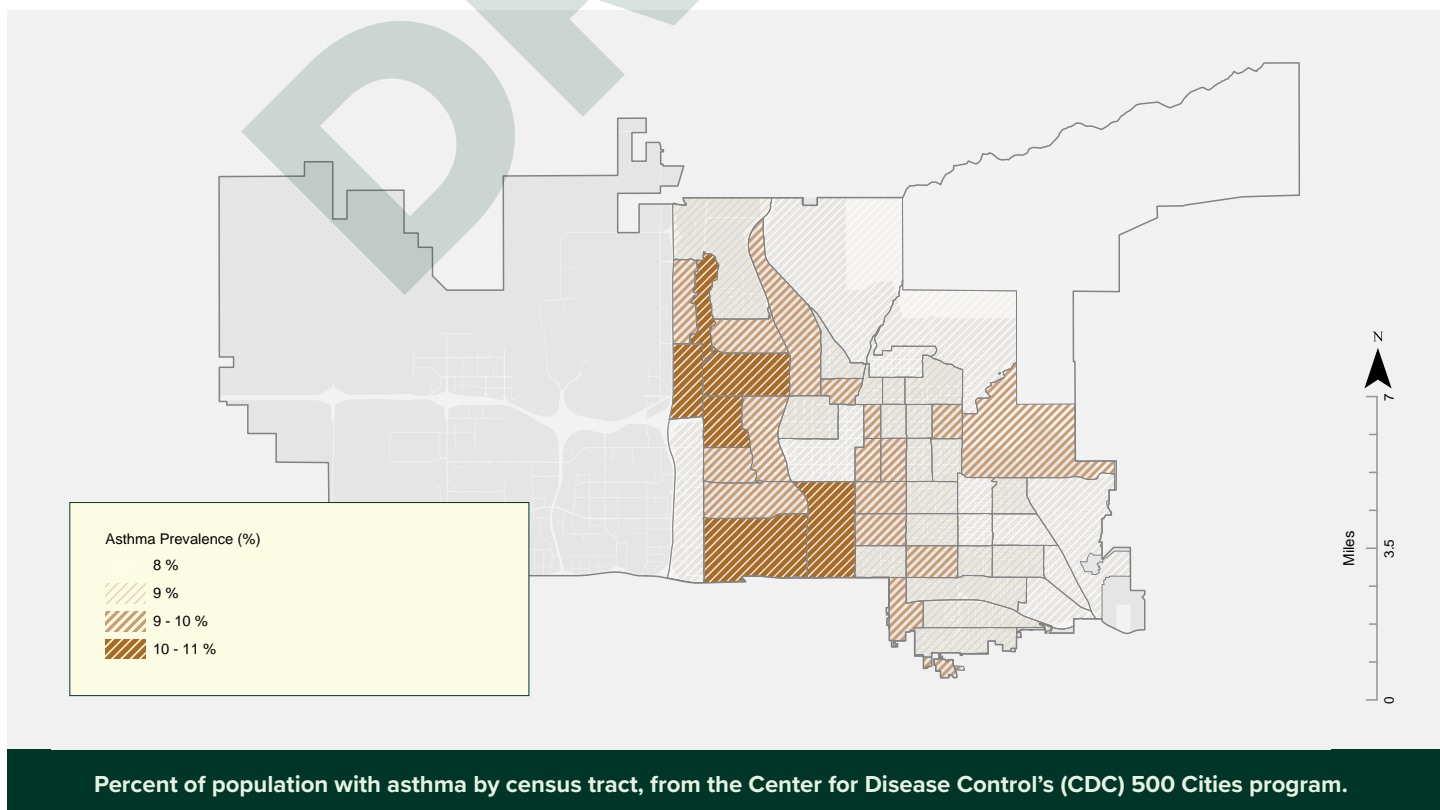 DR
N
7
3.5
0
Miles
Asthma Prevalence (%)
8 %
9 %
9 - 10 %
10 - 11 %
Percent of population with asthma by census tract, from the Center for Disease Control’s (CDC) 500 Cities program.